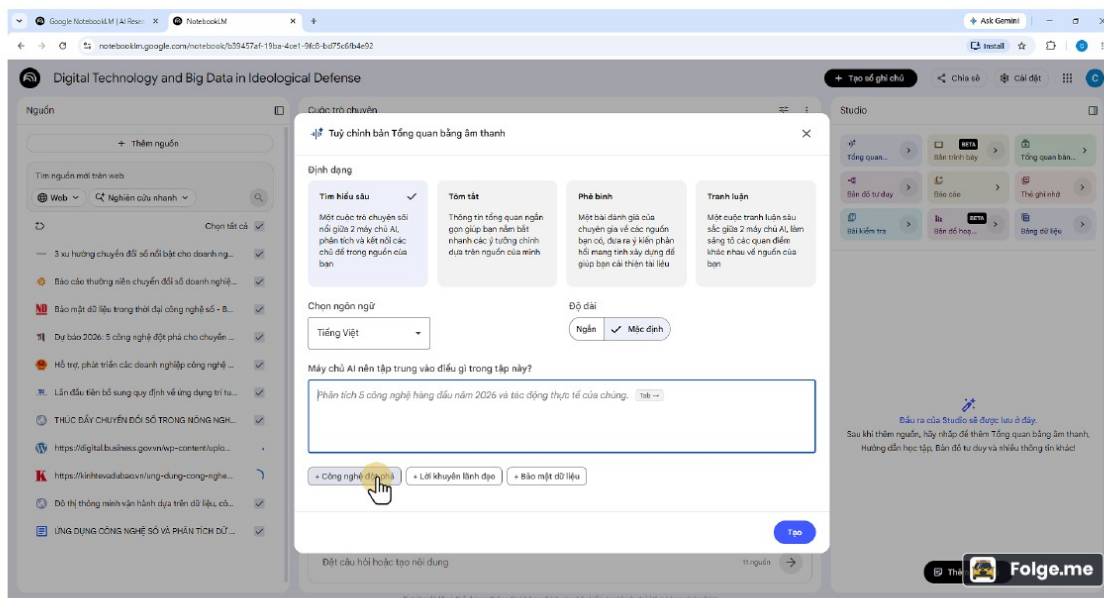 Google NotebookLM | AI Resea
NotebookLM
Ask Gemini
notebooklm.google.com/notebook/b39457af-19ba-4ce1-9fc8-bd75c6fb4e92
Install
Digital Technology and Big Data in Ideological Defense
+ Tạo sổ ghi chú
Chia sẻ
Cài đặt
C
Nguồn
Cuộc trò chuyện
Studio
+ Thêm nguồn
Tìm nguồn mới trên web
Web
Nghiên cứu nhanh
Chọn tất cả
3 xu hướng chuyển đổi số nổi bật cho doanh ng...
Báo cáo thường niên chuyển đổi số doanh nghiệ...
Bảo mật dữ liệu trong thời đại công nghệ số - B...
Dự báo 2026: 5 công nghệ đột phá cho chuyển ...
Hỗ trợ, phát triển các doanh nghiệp công nghệ ...
Lần đầu tiên bổ sung quy định về ứng dụng trí tu...
THÚC ĐẨY CHUYỂN ĐỔI SỐ TRONG NÔNG NGH...
https://digital.business.gov.vn/wp-content/uplo...
https://kinhtevadubao.vn/ung-dung-cong-nghe...
Đô thị thông minh vận hành dựa trên dữ liệu, cô...
ỨNG DỤNG CÔNG NGHỆ SỐ VÀ PHÂN TÍCH DỮ ...
Tuỳ chỉnh bản Tổng quan bằng âm thanh
Định dạng
Tìm hiểu sâu
Một cuộc trò chuyện sôi
nổi giữa 2 máy chủ AI,
phân tích và kết nối các
chủ đề trong nguồn của
bạn
Tóm tắt
Thông tin tổng quan ngắn
gọn giúp bạn nắm bắt
nhanh các ý tưởng chính
dựa trên nguồn của mình
Phê bình
Một bài đánh giá của
chuyên gia về các nguồn
bạn có, đưa ra ý kiến phản
hồi mang tính xây dựng để
giúp bạn cải thiện tài liệu
Tranh luận
Một cuộc tranh luận sâu
sắc giữa 2 máy chủ AI, làm
sáng tỏ các quan điểm
khác nhau về nguồn của
bạn
Chọn ngôn ngữ
Độ dài
Tiếng Việt
Ngắn
Mặc định
Máy chủ AI nên tập trung vào điều gì trong tập này?
Phân tích 5 công nghệ hàng đầu năm 2026 và tác động thực tế của chúng.
Tab →
+ Công nghệ đột phá
+ Lời khuyên lãnh đạo
+ Bảo mật dữ liệu
Tạo
Đặt câu hỏi hoặc tạo nội dung
11 nguồn
Tổng quan...
BETA
Bản trình bày
Tổng quan bằn...
Bản đồ tư duy
Báo cáo
Thẻ ghi nhớ
Bài kiểm tra
BETA
Bản đồ hoạ...
Bảng dữ liệu
Đầu ra của Studio sẽ được lưu ở đây.
Sau khi thêm nguồn, hãy nhấp để thêm Tổng quan bằng âm thanh,
Hướng dẫn học tập, Bản đồ tư duy và nhiều thông tin khác!
Folge.me